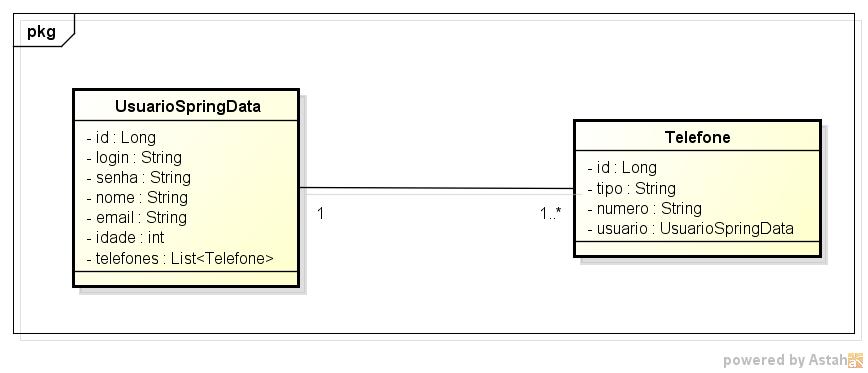 pkg
UsuarioSpringData
- id : Long
- login : String
- senha : String
- nome : String
- email : String
- idade : int
- telefones : List<Telefone>
1
1..*
Telefone
- id : Long
- tipo : String
- numero : String
- usuario : UsuarioSpringData
powered by Astah